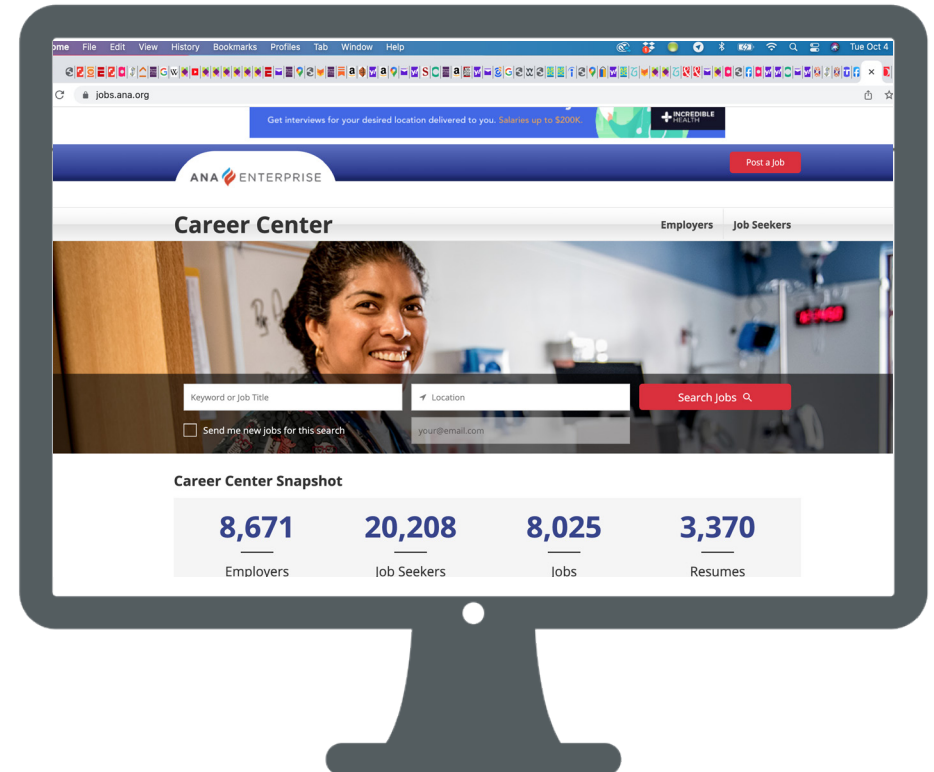 ome File Edit View History Bookmarks Profiles Tab Window Help Tue Oct 4
jobs.ana.org
Get interviews for your desired location delivered to you. Salaries up to $200K.
INCREDIBLE
HEALTH
Post a Job
ANA ENTERPRISE
Career Center
Employers Job Seekers
Keyword or Job Title
Location
Search Jobs
Send me new jobs for this search
your@email.com
Career Center Snapshot
8,671 20,208 8,025 3,370
Employers Job Seekers Jobs Resumes